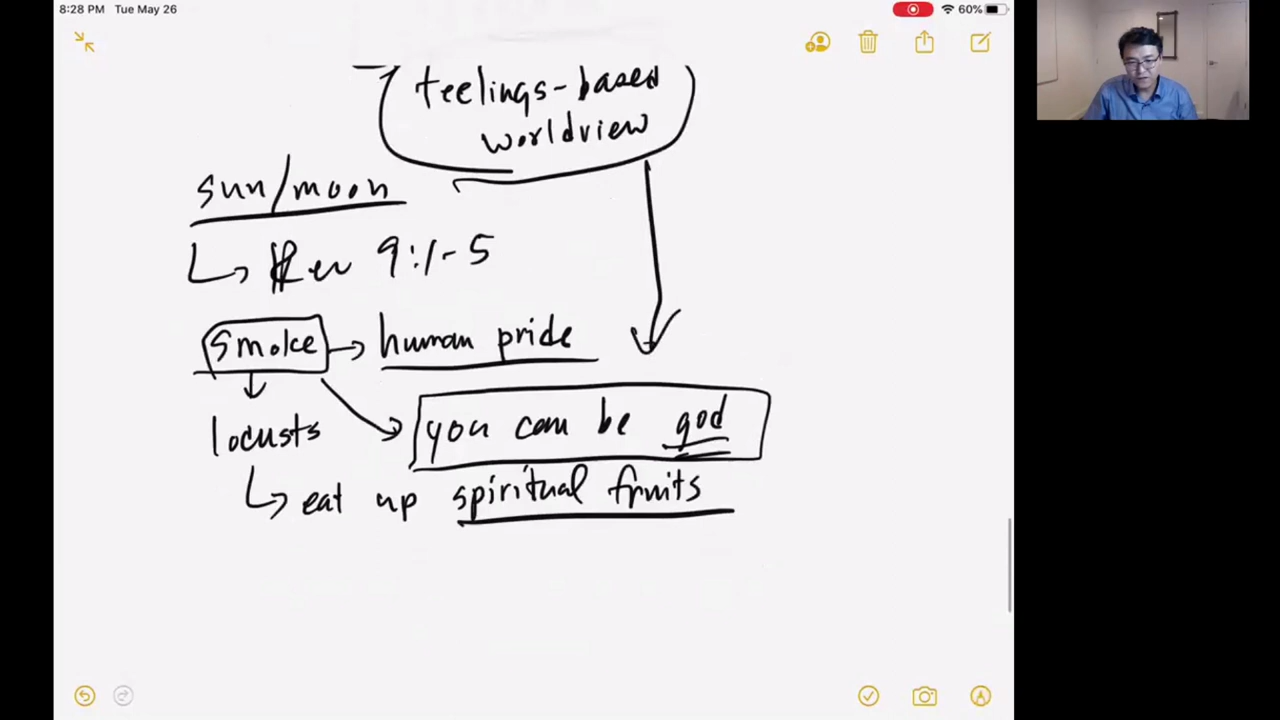 8:28 PM Tue May 26
60%
feelings-based
worldview
sun/moon
Rev 9:1-5
smoke → human pride
locusts
you can be god
eat up spiritual fruits